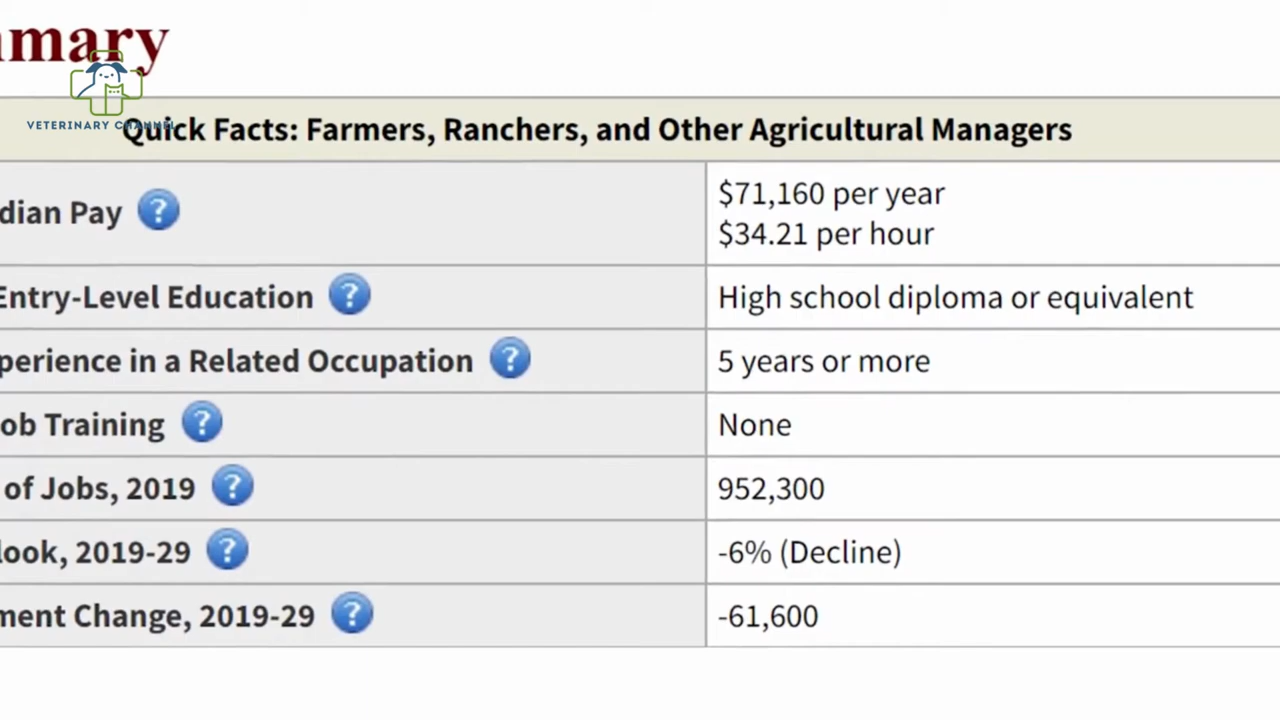 mmary
VETERINARY CHANNEL
Quick Facts: Farmers, Ranchers, and Other Agricultural Managers
dian Pay ?
$71,160 per year
$34.21 per hour
Entry-Level Education ?
High school diploma or equivalent
perience in a Related Occupation ?
5 years or more
ob Training ?
None
of Jobs, 2019 ?
952,300
look, 2019-29 ?
-6% (Decline)
ment Change, 2019-29 ?
-61,600